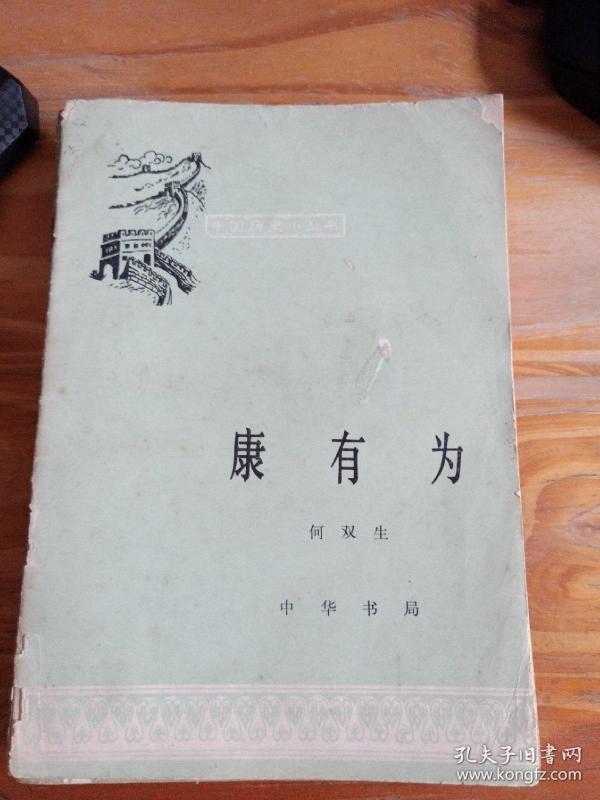 中国历史小丛书
康有为
何双生
中华书局
孔夫子旧书网
www.kongfz.com